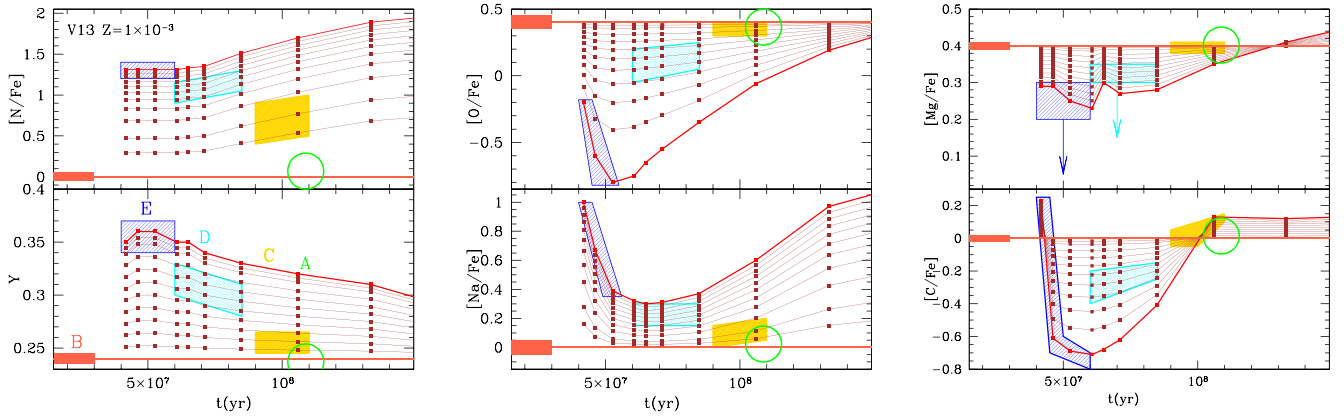 V13 Z=1×10⁻³
[N/Fe]
2
1.5
1
0.5
0
0.4
Y
0.35
0.3
0.25
E
D
C
A
B
5×10⁷
10⁸
t(yr)
[O/Fe]
0.5
0
−0.5
[Na/Fe]
1
0.8
0.6
0.4
0.2
0
5×10⁷
10⁸
t(yr)
[Mg/Fe]
0.4
0.3
0.2
0.1
[C/Fe]
0.2
0
−0.2
−0.4
−0.6
−0.8
5×10⁷
10⁸
t(yr)